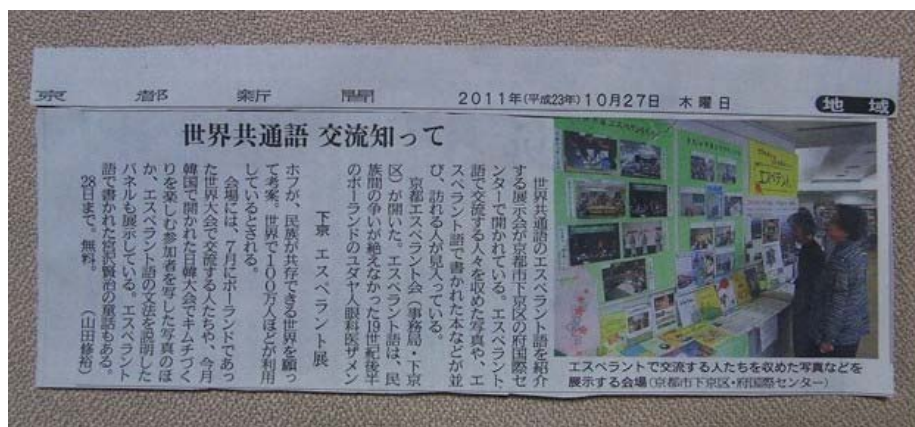 京都新聞
2011年(平成23年)10月27日 木曜日
地域
世界共通語 交流知って
下京 エスペラント展
世界共通語のエスペラント語を紹介
する展示会が京都市下京区の府国際セ
ンターで開かれている。エスペラント
語で交流する人々を収めた写真や、エ
スペラント語で書かれた本などが並
び、訪れる人が見入っている。
京都エスペラント会(事務局・下京
区)が開いた。エスペラント語は、民
族間の争いが絶えなかった19世紀後半
のポーランドのユダヤ人眼科医ザメン
ホフが、民族が共存できる世界を願っ
て考案。世界で100万人ほどが利用
しているとされる。
会場には、7月にポーランドであっ
た世界大会で交流する人たちや、今月
韓国で開かれた日韓大会でキムチづく
りを楽しむ参加者を写した写真のほ
か、エスペラント語の文法を説明した
パネルも展示している。エスペラント
語で書かれた宮沢賢治の童話もある。
28日まで。無料。
(山田修裕)
エスペラントで交流する人たちを収めた写真などを
展示する会場(京都市下京区・府国際センター)